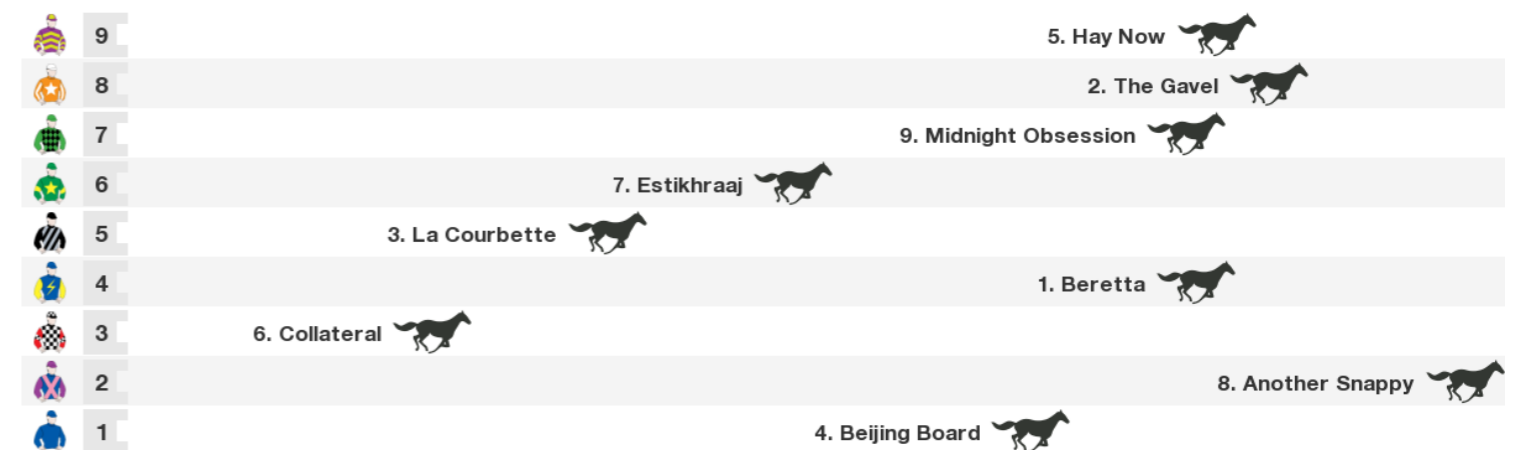 9 5. Hay Now
8 2. The Gavel
7 9. Midnight Obsession
6 7. Estikhraaj
5 3. La Courbette
4 1. Beretta
3 6. Collateral
2 8. Another Snappy
1 4. Beijing Board